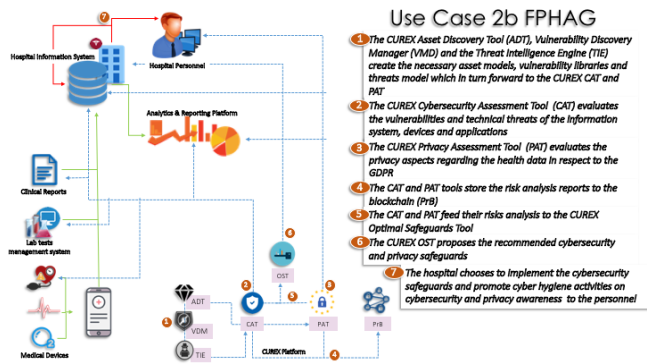 Use Case 2b FPHAG
7
Hospital Information System
Hospital Personnel
Analytics & Reporting Platform
Clinical Reports
Lab tests
management system
Medical Devices
6
OST
2
5
8
ADT
1
VDM
CAT
PAT
PrB
TIE
CUREX Platform
4
1 The CUREX Asset Discovery Tool (ADT), Vulnerability Discovery
Manager (VMD) and the Threat Intelligence Engine (TIE)
create the necessary asset models, vulnerability libraries and
threats model which in turn forward to the CUREX CAT and
PAT
2 The CUREX Cybersecurity Assessment Tool (CAT) evaluates
the vulnerabilities and technical threats of the information
system, devices and applications
3 The CUREX Privacy Assessment Tool (PAT) evaluates the
privacy aspects regarding the health data in respect to the
GDPR
4 The CAT and PAT tools store the risk analysis reports to the
blockchain (PrB)
5 The CAT and PAT feed their risks analysis to the CUREX
Optimal Safeguards Tool
6 The CUREX OST proposes the recommended cybersecurity
and privacy safeguards
7 The hospital chooses to implement the cybersecurity
safeguards and promote cyber hygiene activities on
cybersecurity and privacy awareness to the personnel